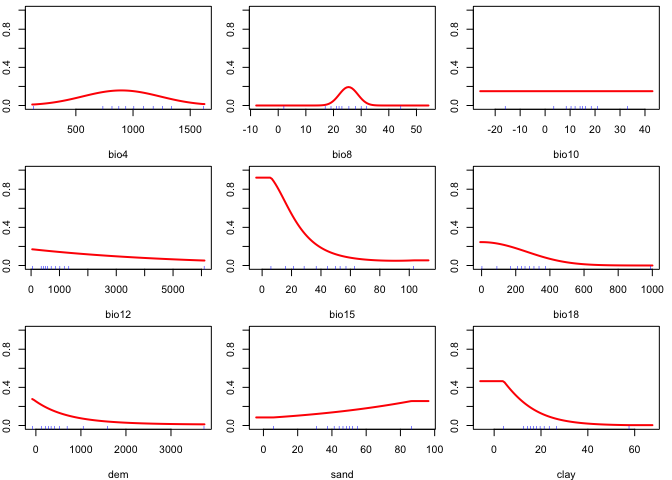 0.0 0.4 0.8
500 1000 1500
bio4
0.0 0.4 0.8
-10 0 10 20 30 40 50
bio8
0.0 0.4 0.8
-20 -10 0 10 20 30 40
bio10
0.0 0.4 0.8
0 1000 3000 5000
bio12
0.0 0.4 0.8
0 20 40 60 80 100
bio15
0.0 0.4 0.8
0 200 400 600 800 1000
bio18
0.0 0.4 0.8
0 1000 2000 3000
dem
0.0 0.4 0.8
0 20 40 60 80 100
sand
0.0 0.4 0.8
0 20 40 60
clay